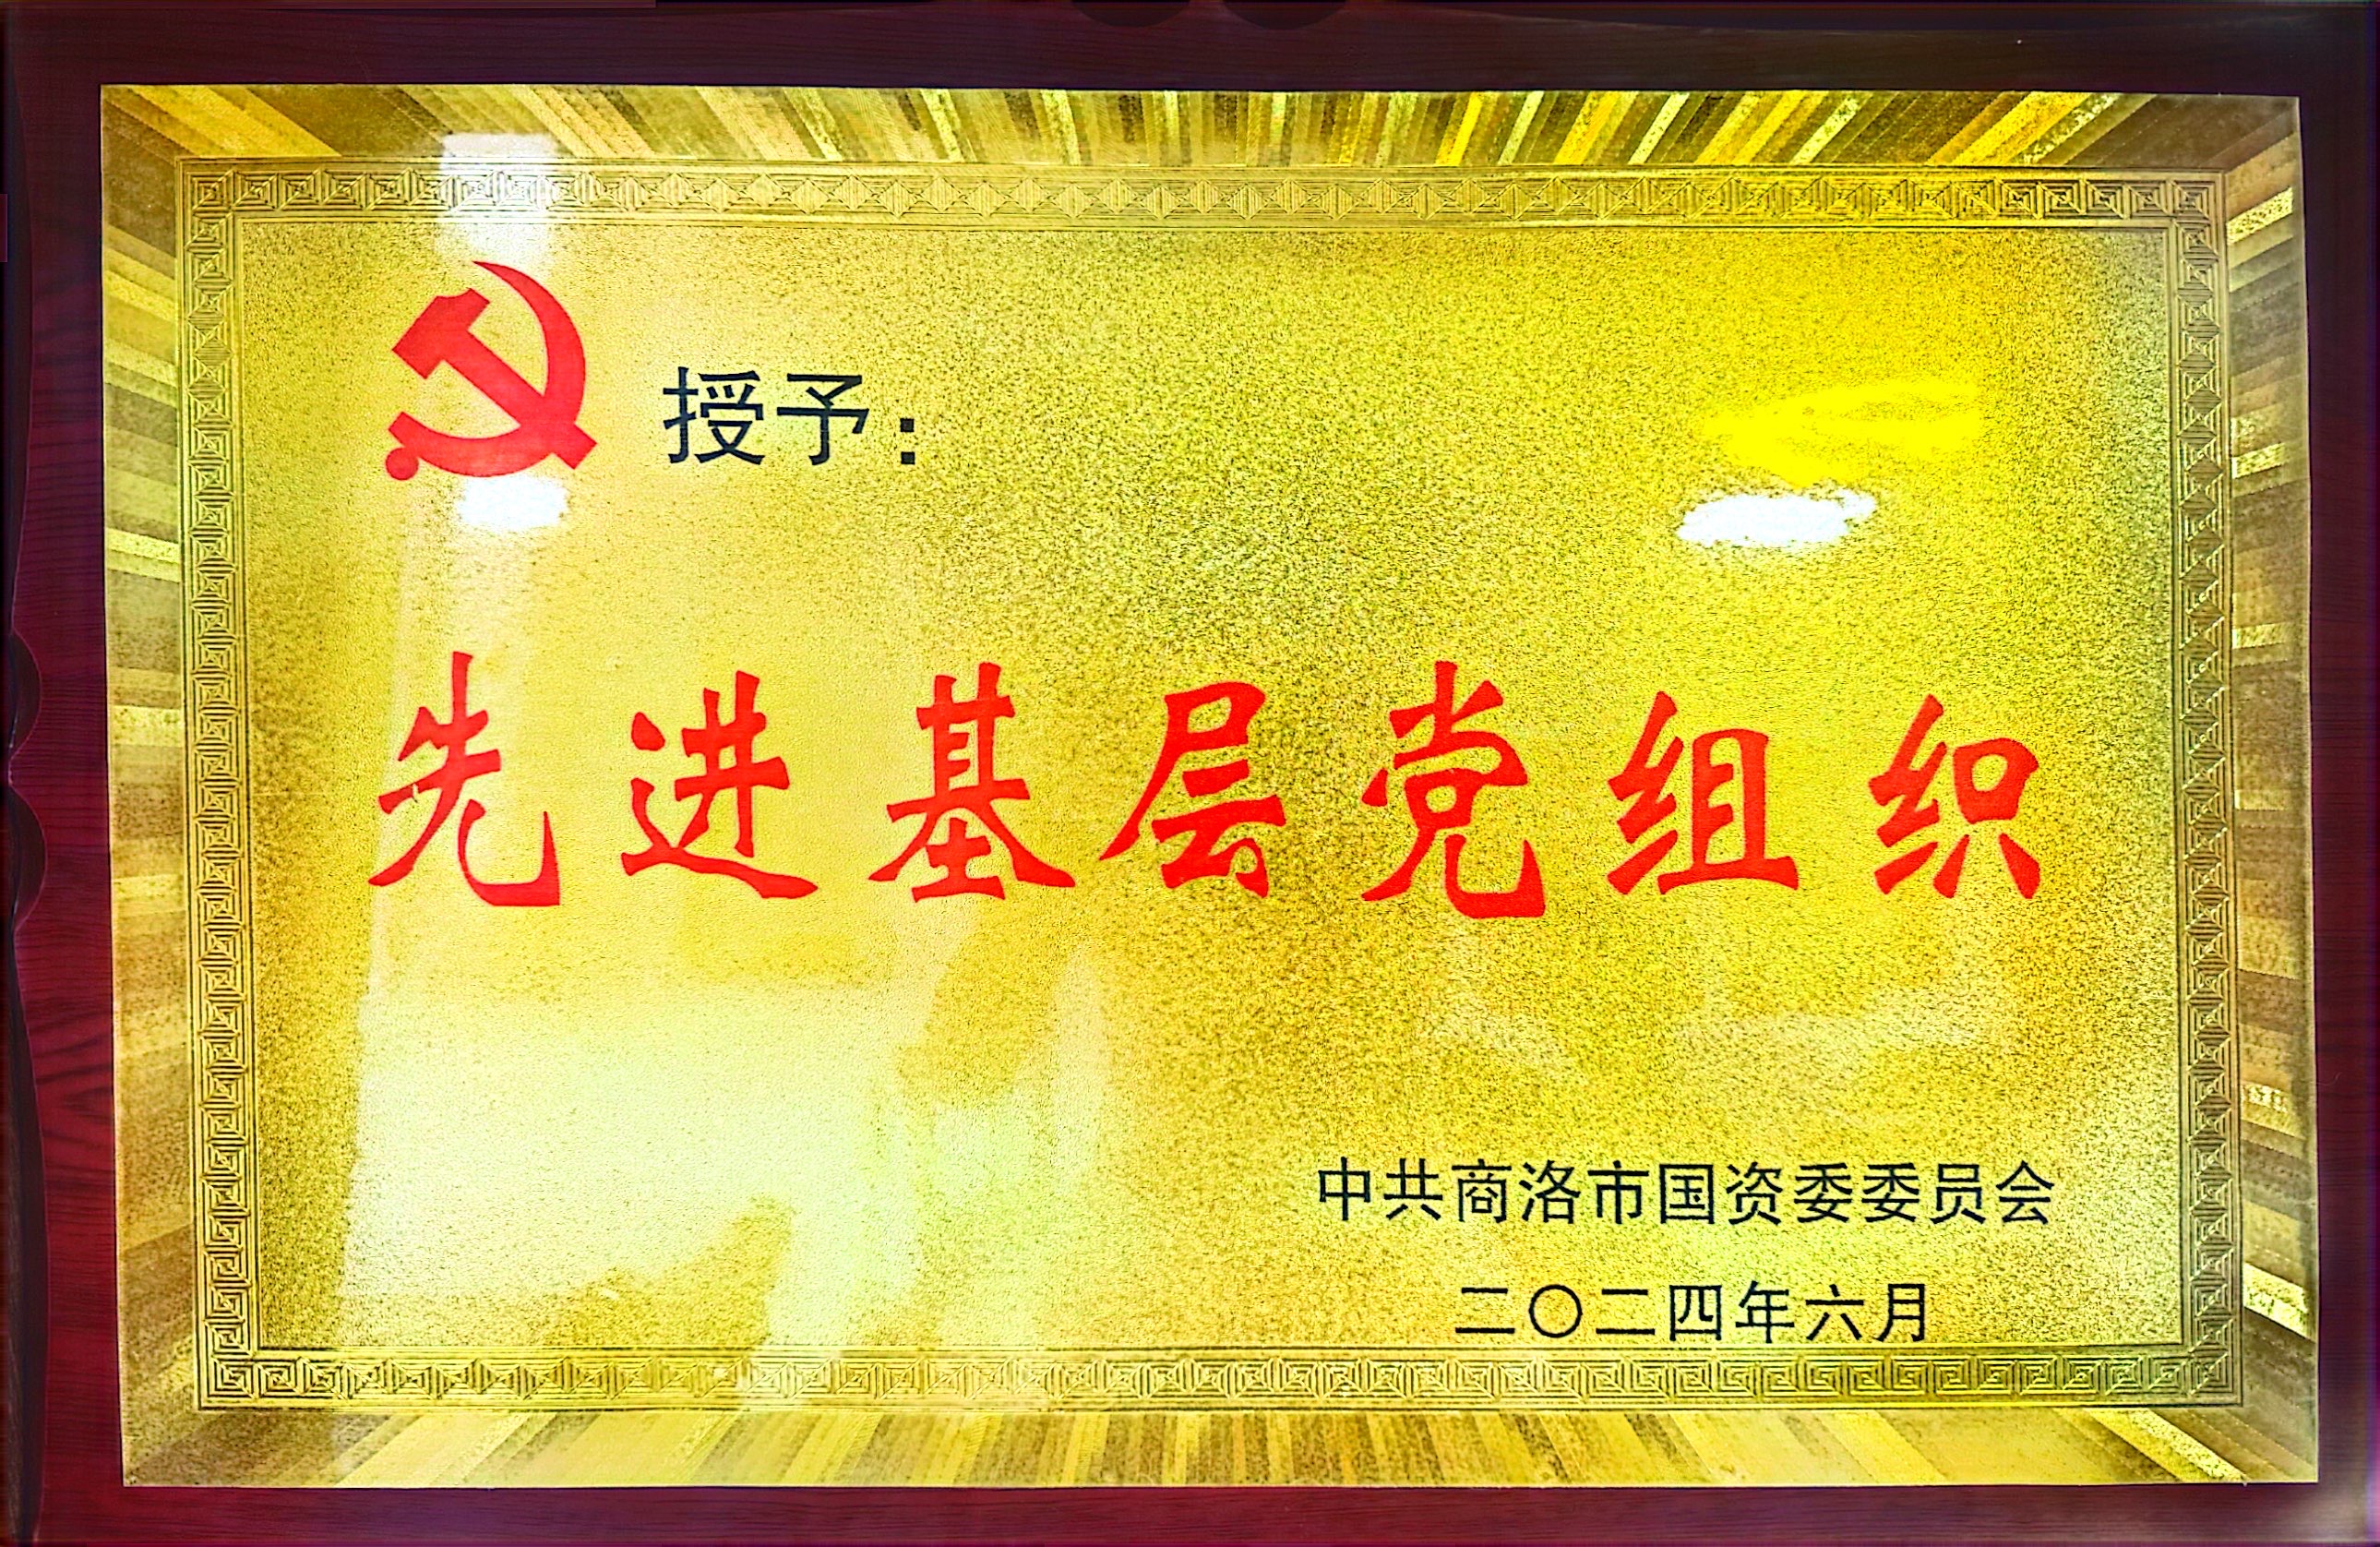 授予：
先进基层党组织
中共商洛市国资委委员会
二〇二四年六月